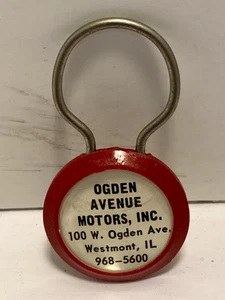 OGDEN
AVENUE
MOTORS, INC.
100 W. Ogden Ave.
Westmont, IL
968-5600